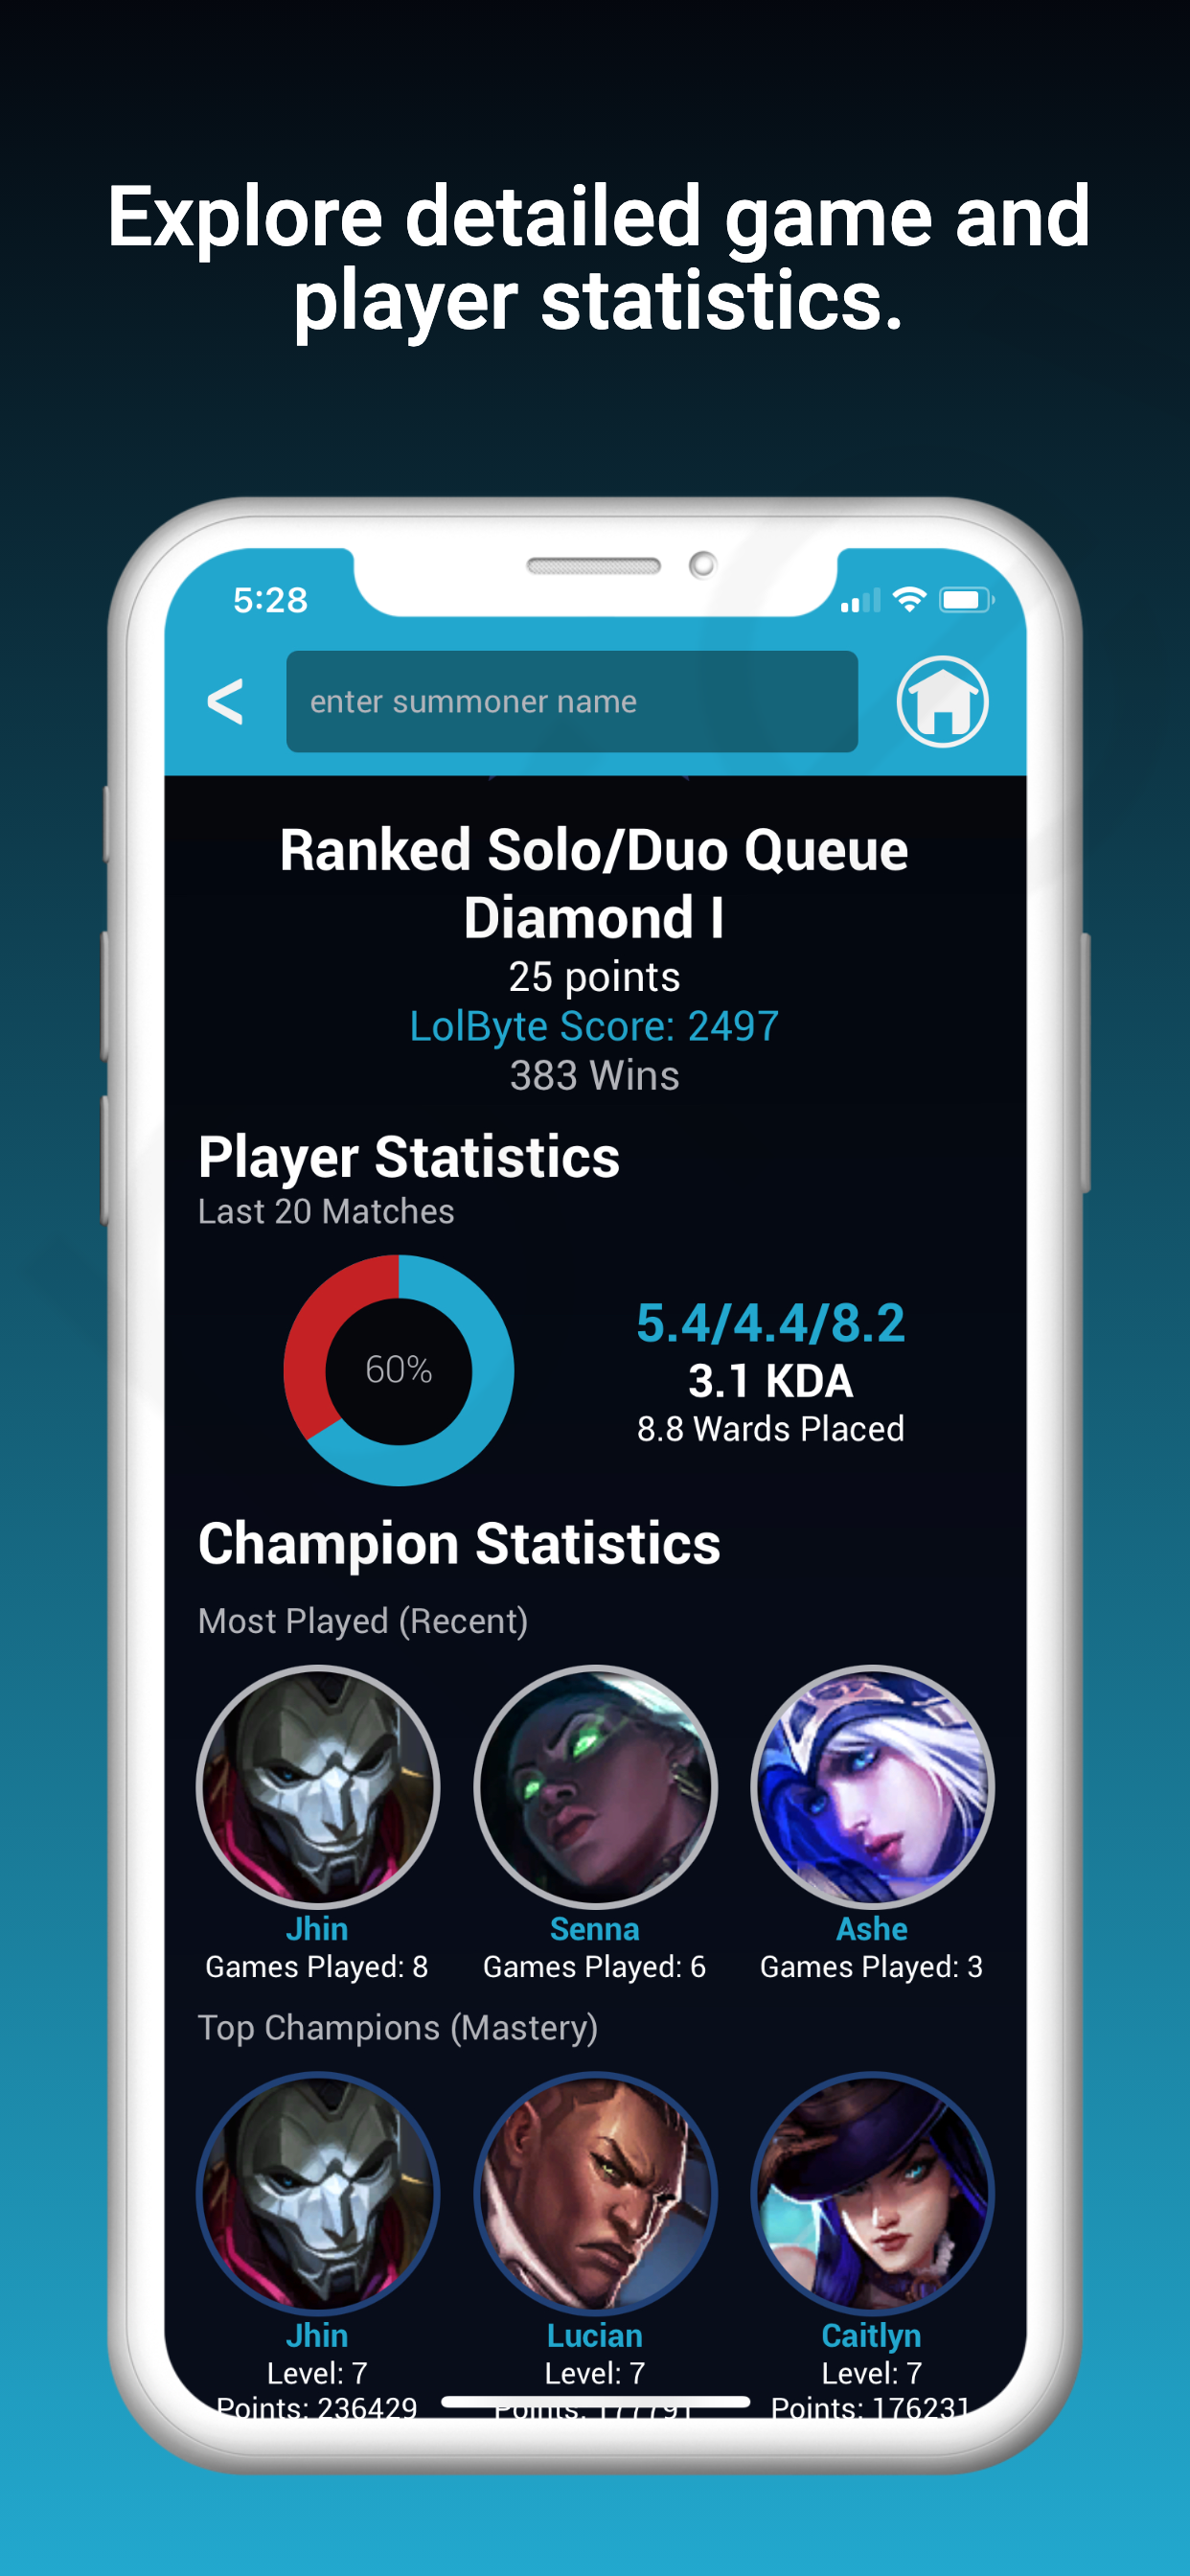 Explore detailed game and
player statistics.
5:28
<
enter summoner name
Ranked Solo/Duo Queue
Diamond I
25 points
LolByte Score: 2497
383 Wins
Player Statistics
Last 20 Matches
60%
5.4/4.4/8.2
3.1 KDA
8.8 Wards Placed
Champion Statistics
Most Played (Recent)
Jhin Senna Ashe
Games Played: 8 Games Played: 6 Games Played: 3
Top Champions (Mastery)
Jhin Lucian Caitlyn
Level: 7 Level: 7 Level: 7
Points: 236429 Points: 177791 Points: 176231